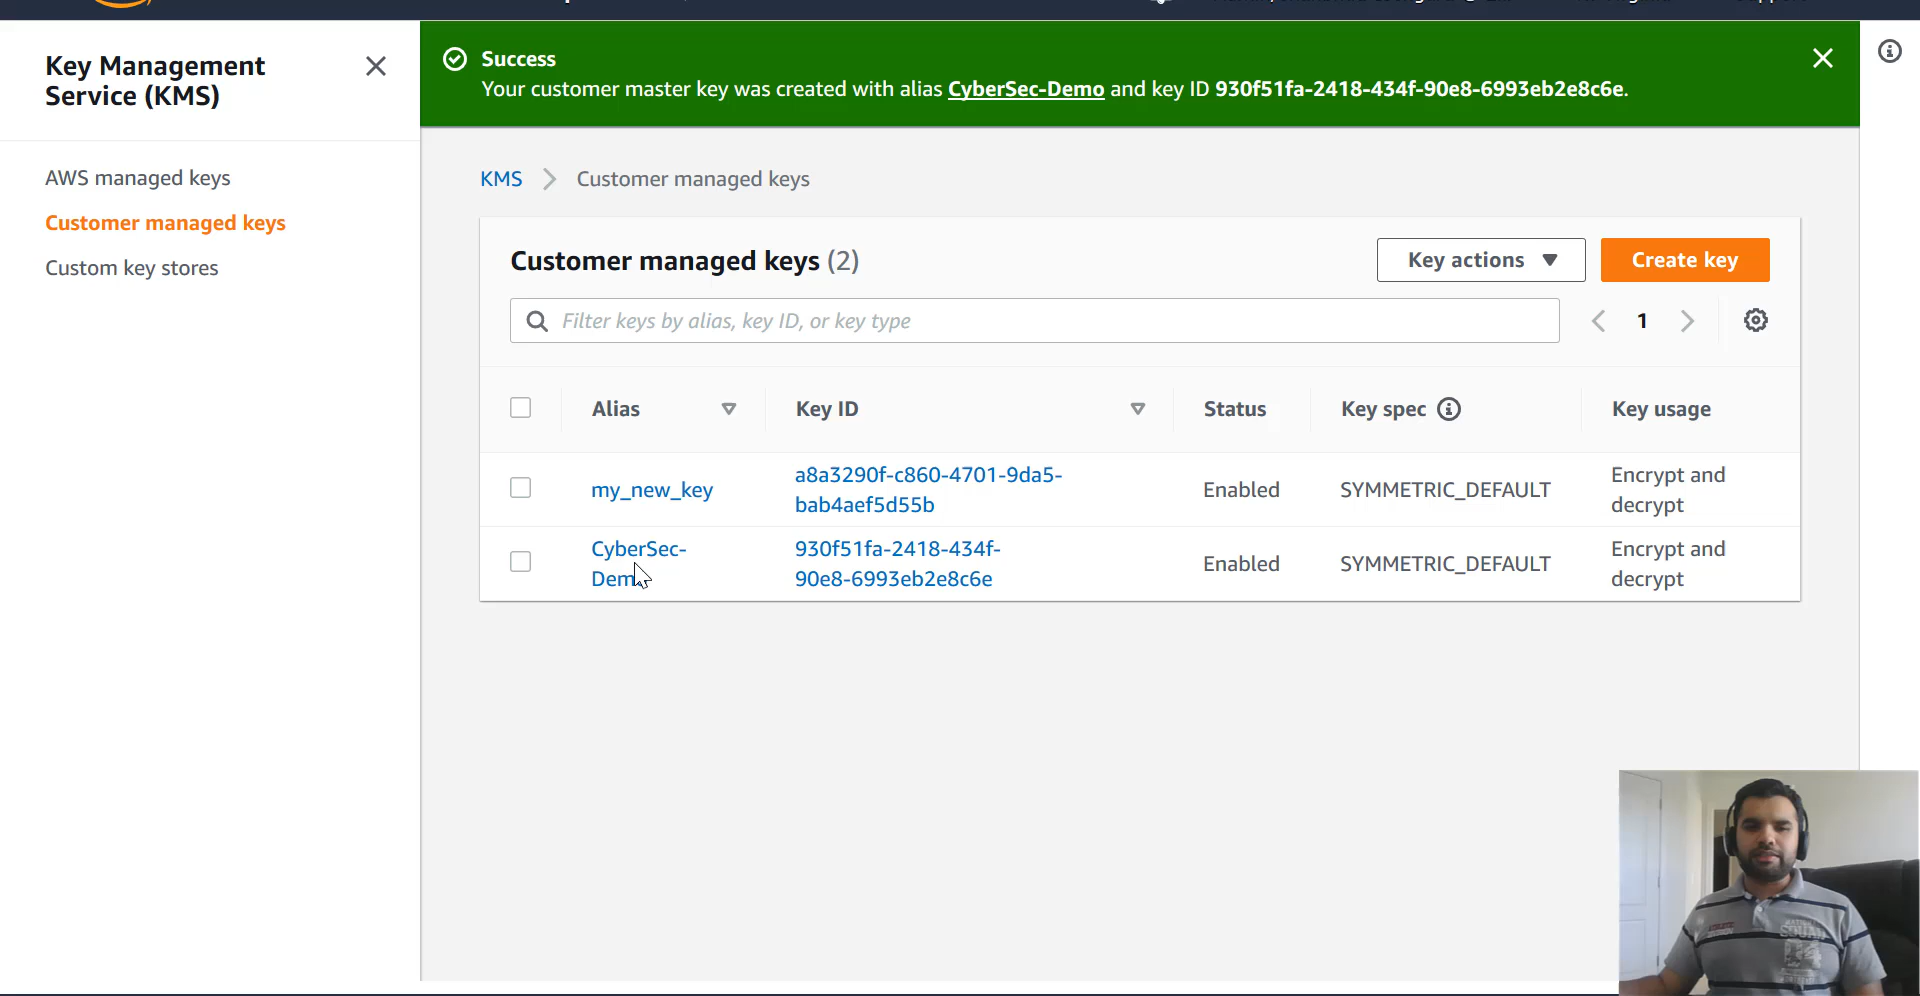 Key Management
Service (KMS)
AWS managed keys
Customer managed keys
Custom key stores
Success
Your customer master key was created with alias CyberSec-Demo and key ID 930f51fa-2418-434f-90e8-6993eb2e8c6e.
KMS Customer managed keys
Customer managed keys (2)
Key actions
Create key
Filter keys by alias, key ID, or key type
1
Alias Key ID Status Key spec Key usage
my_new_key
a8a3290f-c860-4701-9da5-
bab4aef5d55b
Enabled
SYMMETRIC_DEFAULT
Encrypt and
decrypt
CyberSec-
Demo
930f51fa-2418-434f-
90e8-6993eb2e8c6e
Enabled
SYMMETRIC_DEFAULT
Encrypt and
decrypt
SQUAD